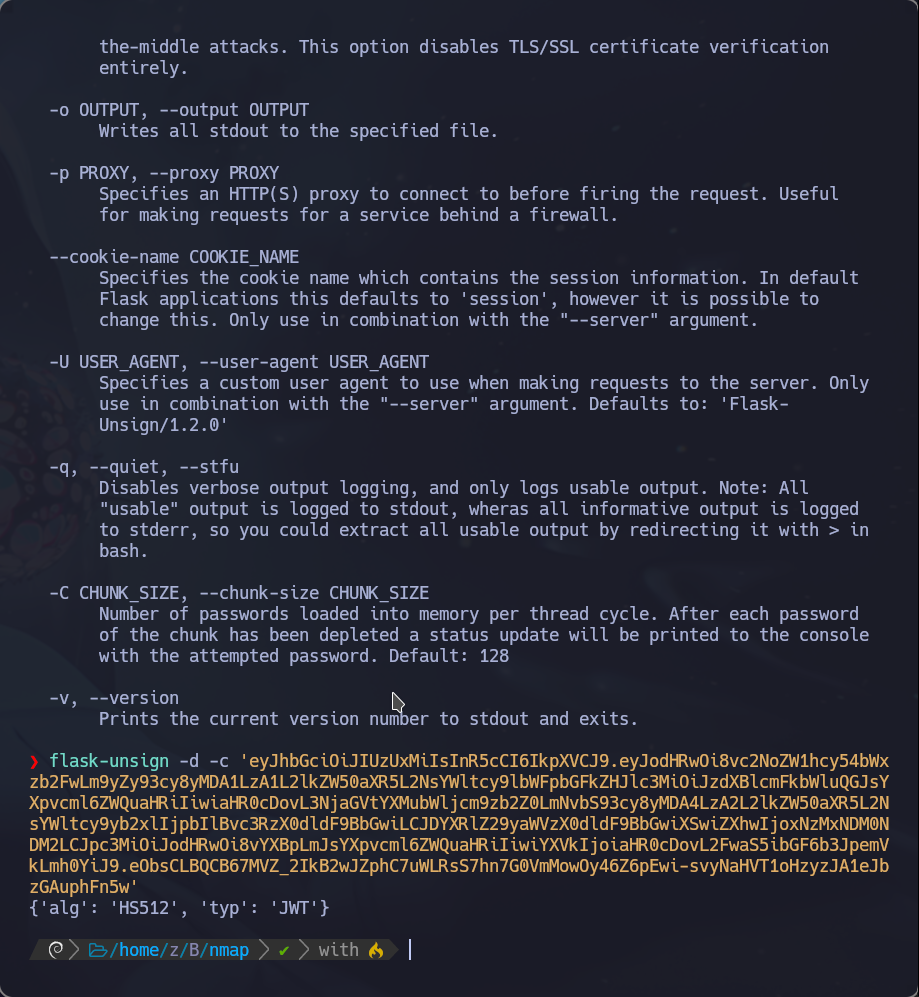 the-middle attacks. This option disables TLS/SSL certificate verification
entirely.
-o OUTPUT, --output OUTPUT
Writes all stdout to the specified file.
-p PROXY, --proxy PROXY
Specifies an HTTP(S) proxy to connect to before firing the request. Useful
for making requests for a service behind a firewall.
--cookie-name COOKIE_NAME
Specifies the cookie name which contains the session information. In default
Flask applications this defaults to 'session', however it is possible to
change this. Only use in combination with the "--server" argument.
-U USER_AGENT, --user-agent USER_AGENT
Specifies a custom user agent to use when making requests to the server. Only
use in combination with the "--server" argument. Defaults to: 'Flask-
Unsign/1.2.0'
-q, --quiet, --stfu
Disables verbose output logging, and only logs usable output. Note: All
"usable" output is logged to stdout, wheras all informative output is logged
to stderr, so you could extract all usable output by redirecting it with > in
bash.
-C CHUNK_SIZE, --chunk-size CHUNK_SIZE
Number of passwords loaded into memory per thread cycle. After each password
of the chunk has been depleted a status update will be printed to the console
with the attempted password. Default: 128
-v, --version
Prints the current version number to stdout and exits.
❯ flask-unsign -d -c 'eyJhbGciOiJIUzUxMiIsInR5cCI6IkpXVCJ9.eyJodHRwOi8vc2NoZW1hcy54bWx
zb2FwLm9yZy93cy8yMDA1LzA1L2lkZW50aXR5L2NsYWltcy9lbWFpbGFkZHJlc3MiOiJzdXBlcmFkbWluQGJsY
Xpvcml6ZWQuaHRiIiwiaHR0cDovL3NjaGVtYXMubWljcm9zb2Z0LmNvbS93cy8yMDA4LzA2L2lkZW50aXR5L2N
sYWltcy9yb2xlIjpbIlBvc3RzX0dldF9BbGwiLCJDYXRlZ29yaWVzX0dldF9BbGwiXSwiZXhwIjoxNzMxNDM0N
DM2LCJpc3MiOiJodHRwOi8vYXBpLmJsYXpvcml6ZWQuaHRiIiwiYXVkIjoiaHR0cDovL2FwaS5ibGF6b3JpemV
kLmh0YiJ9.eObsCLBQCB67MVZ_2IkB2wJZphC7uWLRsS7hn7G0VmMowOy46Z6pEwi-svyNaHVT1oHzyzJA1eJb
zGAuphFn5w'
{'alg': 'HS512', 'typ': 'JWT'}
/home/z/B/nmap ✔ with